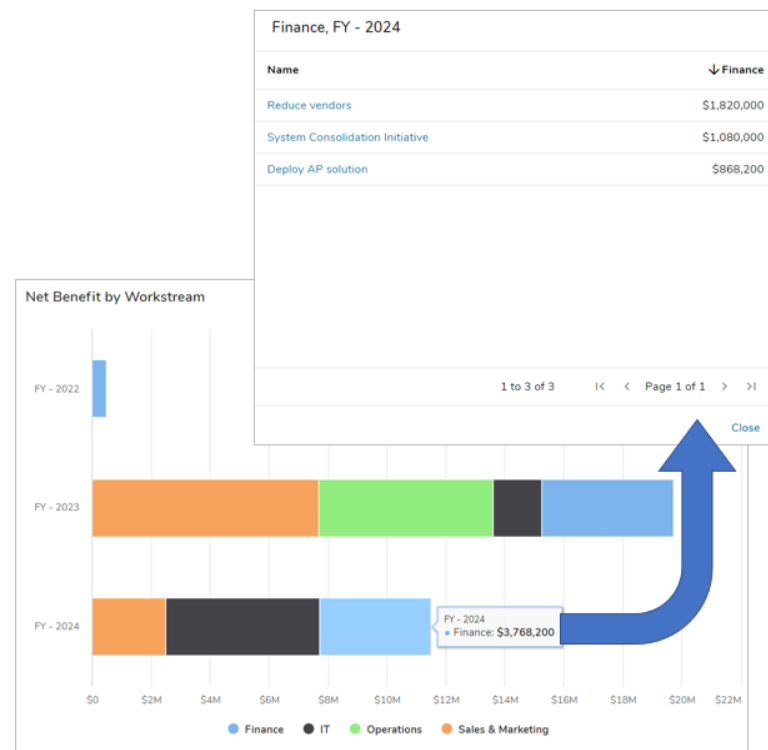 Finance, FY - 2024
Name Finance
Reduce vendors $1,820,000
System Consolidation Initiative $1,080,000
Deploy AP solution $868,200
1 to 3 of 3 Page 1 of 1
Close
Net Benefit by Workstream
FY - 2022
FY - 2023
FY - 2024
FY - 2024
Finance: $3,768,200
$0 $2M $4M $6M $8M $10M $12M $14M $16M $18M $20M $22M
Finance IT Operations Sales & Marketing